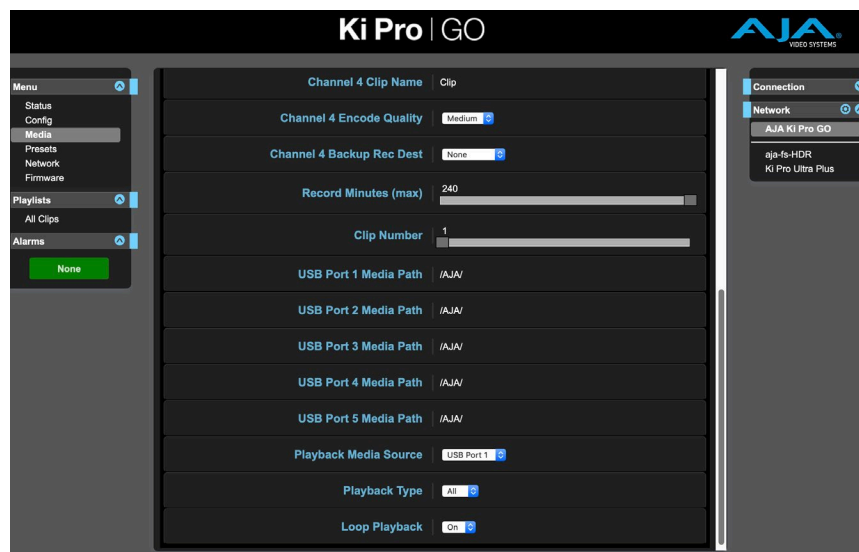 Ki Pro | GO
AJA
VIDEO SYSTEMS
Menu
Status
Config
Media
Presets
Network
Firmware
Playlists
All Clips
Alarms
None
Channel 4 Clip Name Clip
Channel 4 Encode Quality Medium
Channel 4 Backup Rec Dest None
Record Minutes (max) 240
Clip Number 1
USB Port 1 Media Path /AJA/
USB Port 2 Media Path /AJA/
USB Port 3 Media Path /AJA/
USB Port 4 Media Path /AJA/
USB Port 5 Media Path /AJA/
Playback Media Source USB Port 1
Playback Type All
Loop Playback On
Connection
Network
AJA Ki Pro GO
aja-fs-HDR
Ki Pro Ultra Plus